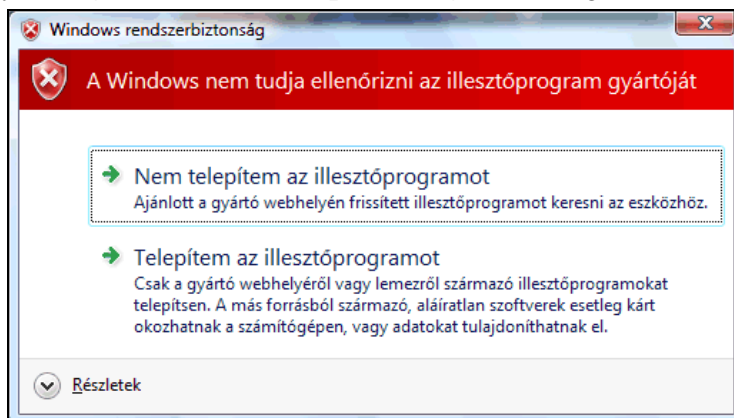 Windows rendszerbiztonság
A Windows nem tudja ellenőrizni az illesztőprogram gyártóját
Nem telepítem az illesztőprogramot
Ajánlott a gyártó webhelyén frissített illesztőprogramot keresni az eszközhöz.
Telepítem az illesztőprogramot
Csak a gyártó webhelyéről vagy lemezről származó illesztőprogramokat
telepítsen. A más forrásból származó, aláíratlan szoftverek esetleg kárt
okozhatnak a számítógépen, vagy adatokat tulajdoníthatnak el.
Részletek